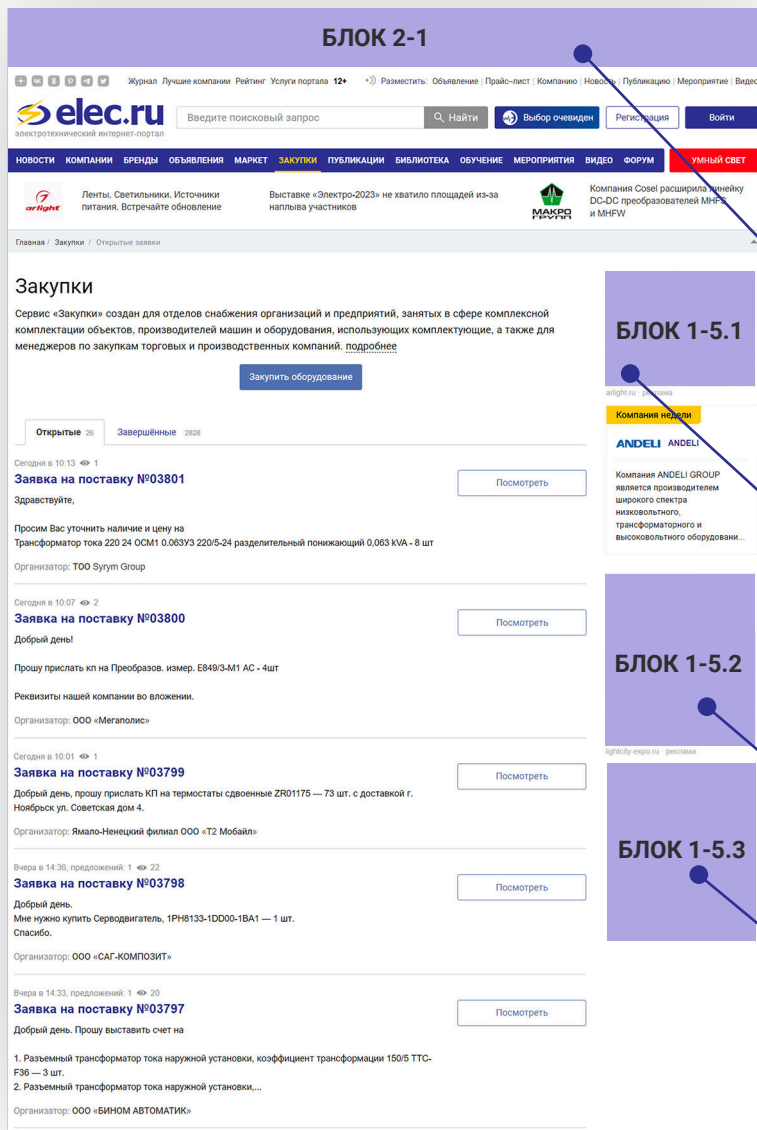 БЛОК 2-1
Журнал Лучшие компании Рейтинг Услуги портала 12+ Разместить: Объявление | Прайс-лист | Компанию | Новость | Публикацию | Мероприятие | Видео
elec.ru
электротехнический интернет-портал
Введите поисковый запрос
Найти
Выбор очевиден
Регистрация
Войти
НОВОСТИ КОМПАНИИ БРЕНДЫ ОБЪЯВЛЕНИЯ МАРКЕТ ЗАКУПКИ ПУБЛИКАЦИИ БИБЛИОТЕКА ОБУЧЕНИЕ МЕРОПРИЯТИЯ ВИДЕО ФОРУМ УМНЫЙ СВЕТ
arlight
Ленты. Светильники. Источники
питания. Встречайте обновление
Выставке «Электро-2023» не хватило площадей из-за
наплыва участников
МАКРО
ГРУПП
Компания Cosel расширила линейку
DC-DC преобразователей MHFS
и MHFW
Главная / Закупки / Открытые заявки
Закупки
Сервис «Закупки» создан для отделов снабжения организаций и предприятий, занятых в сфере комплексной
комплектации объектов, производителей машин и оборудования, использующих комплектующие, а также для
менеджеров по закупкам торговых и производственных компаний. подробнее
Закупить оборудование
Открытые 26 Завершённые 2828
Сегодня в 10:13 1
Заявка на поставку №03801
Посмотреть
Здравствуйте,
Просим Вас уточнить наличие и цену на
Трансформатор тока 220 24 ОСМ1 0.063УЗ 220/5-24 разделительный понижающий 0,063 kVA - 8 шт
Организатор: ТОО Syrym Group
Сегодня в 10:07 2
Заявка на поставку №03800
Посмотреть
Добрый день!
Прошу прислать кп на Преобразов. измер. Е849/3-М1 АС - 4шт
Реквизиты нашей компании во вложении.
Организатор: ООО «Мегаполис»
Сегодня в 10:01 1
Заявка на поставку №03799
Посмотреть
Добрый день, прошу прислать КП на термостаты сдвоенные ZR01175 — 73 шт. с доставкой г.
Ноябрьск ул. Советская дом 4.
Организатор: Ямало-Ненецкий филиал ООО «Т2 Мобайл»
Вчера в 14:36, предложений: 1 22
Заявка на поставку №03798
Посмотреть
Добрый день.
Мне нужно купить Серводвигатель, 1PH8133-1DD00-1BA1 — 1 шт.
Спасибо.
Организатор: ООО «САГ-КОМПОЗИТ»
Вчера в 14:33, предложений: 1 20
Заявка на поставку №03797
Посмотреть
Добрый день. Прошу выставить счет на
1. Разъемный трансформатор тока наружной установки, коэффициент трансформации 150/5 ТТС-
F36 — 3 шт.
2. Разъемный трансформатор тока наружной установки,...
Организатор: ООО «БИНОМ АВТОМАТИК»
БЛОК 1-5.1
arlight.ru · реклама
Компания недели
ANDELI ANDELI
Компания ANDELI GROUP
является производителем
широкого спектра
низковольтного,
трансформаторного и
высоковольтного оборудовани...
БЛОК 1-5.2
lightcity-expo.ru · реклама
БЛОК 1-5.3